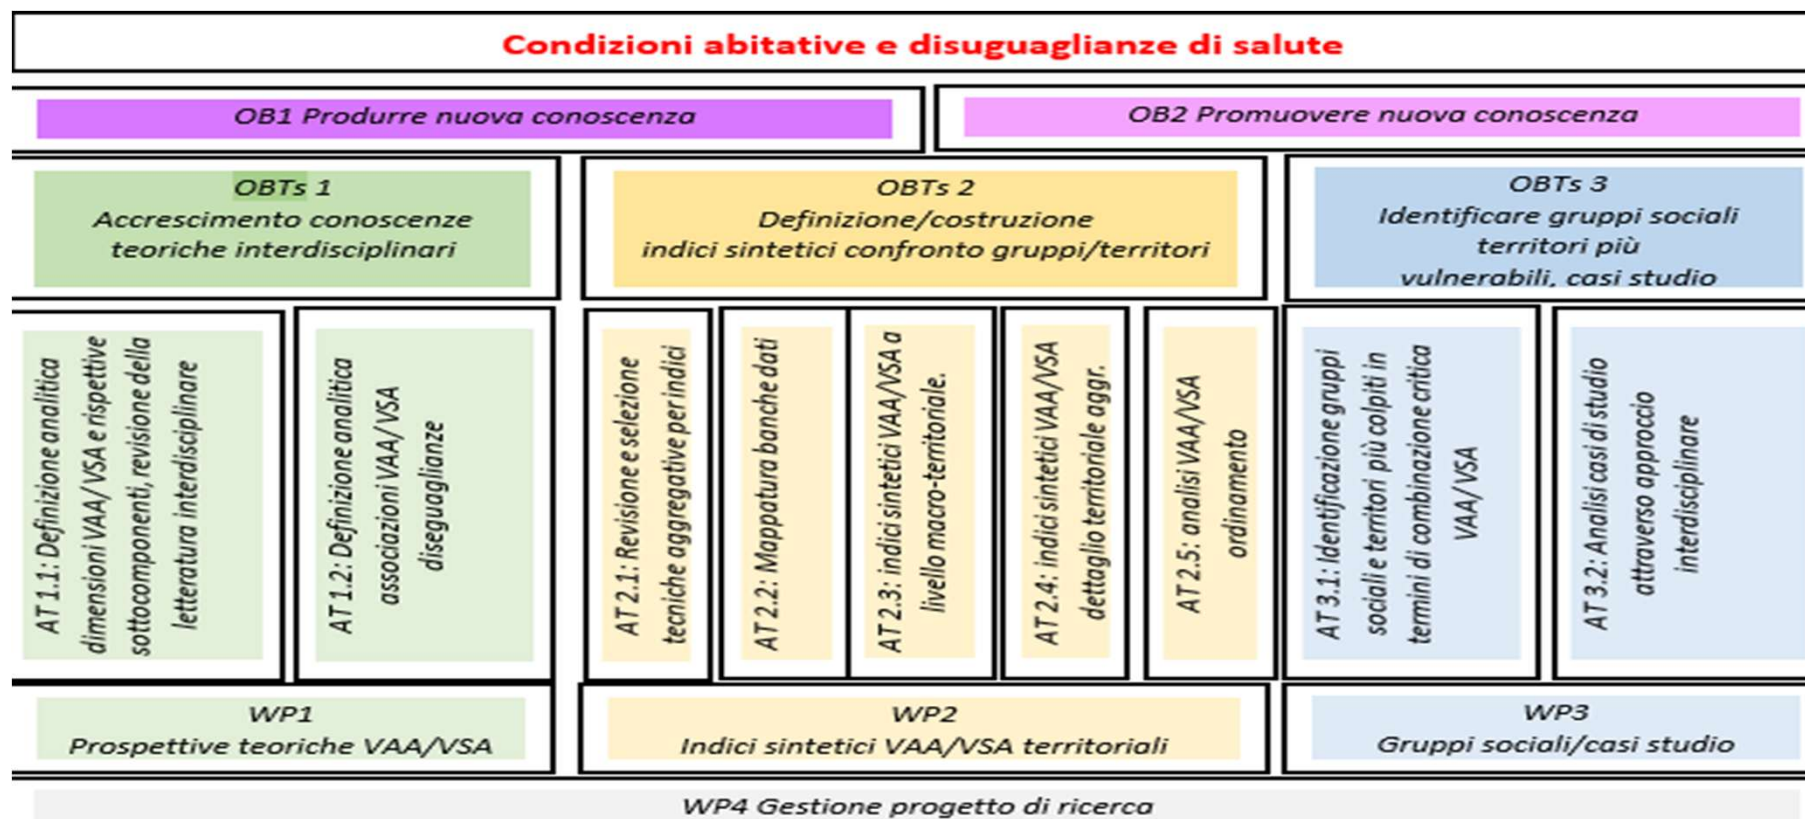 Condizioni abitative e disuguaglianze di salute
OB1 Produrre nuova conoscenza
OB2 Promuovere nuova conoscenza
OBTs 1
Accrescimento conoscenze
teoriche interdisciplinari
OBTs 2
Definizione/costruzione
indici sintetici confronto gruppi/territori
OBTs 3
Identificare gruppi sociali
territori più
vulnerabili, casi studio
AT 1.1: Definizione analitica
dimensioni VAA/VSA e rispettive
sottocomponenti, revisione della
letteratura interdisciplinare
AT 1.2: Definizione analitica
associazioni VAA/VSA
diseguaglianze
AT 2.1: Revisione e selezione
tecniche aggregative per indici
AT 2.2: Mappatura banche dati
AT 2.3: indici sintetici VAA/VSA a
livello macro-territoriale.
AT 2.4: indici sintetici VAA/VSA
dettaglio territoriale aggr.
AT 2.5: analisi VAA/VSA
ordinamento
AT 3.1: Identificazione gruppi
sociali e territori più colpiti in
termini di combinazione critica
VAA/VSA
AT 3.2: Analisi casi di studio
attraverso approccio
interdisciplinare
WP1
Prospettive teoriche VAA/VSA
WP2
Indici sintetici VAA/VSA territoriali
WP3
Gruppi sociali/casi studio
WP4 Gestione progetto di ricerca